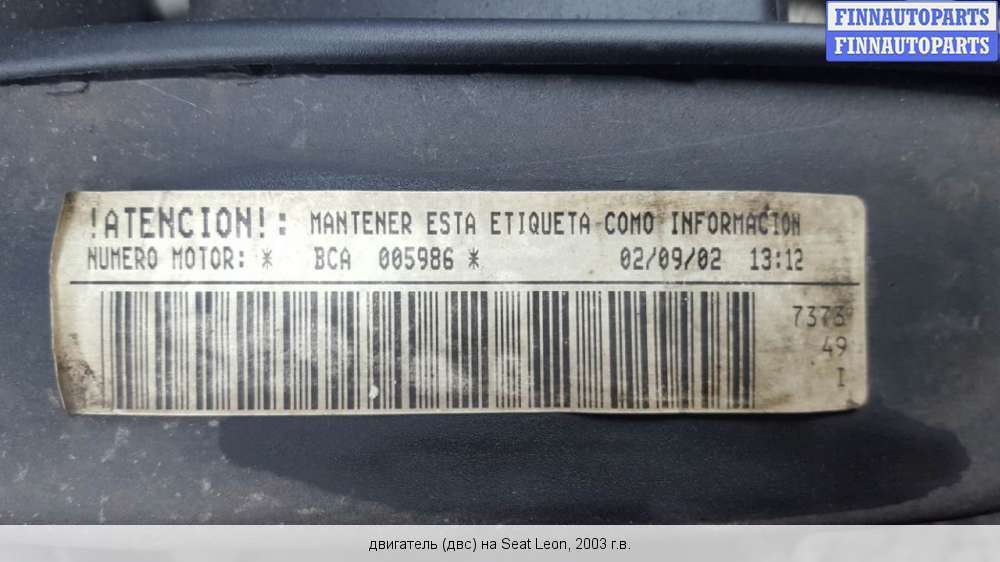 FINNAUTOPARTS
FINNAUTOPARTS
!ATENCION!: MANTENER ESTA ETIQUETA COMO INFORMACION
NUMERO MOTOR: * BCA 005986 * 02/09/02 13:12
7373
49
I
двигатель (двс) на Seat Leon, 2003 г.в.